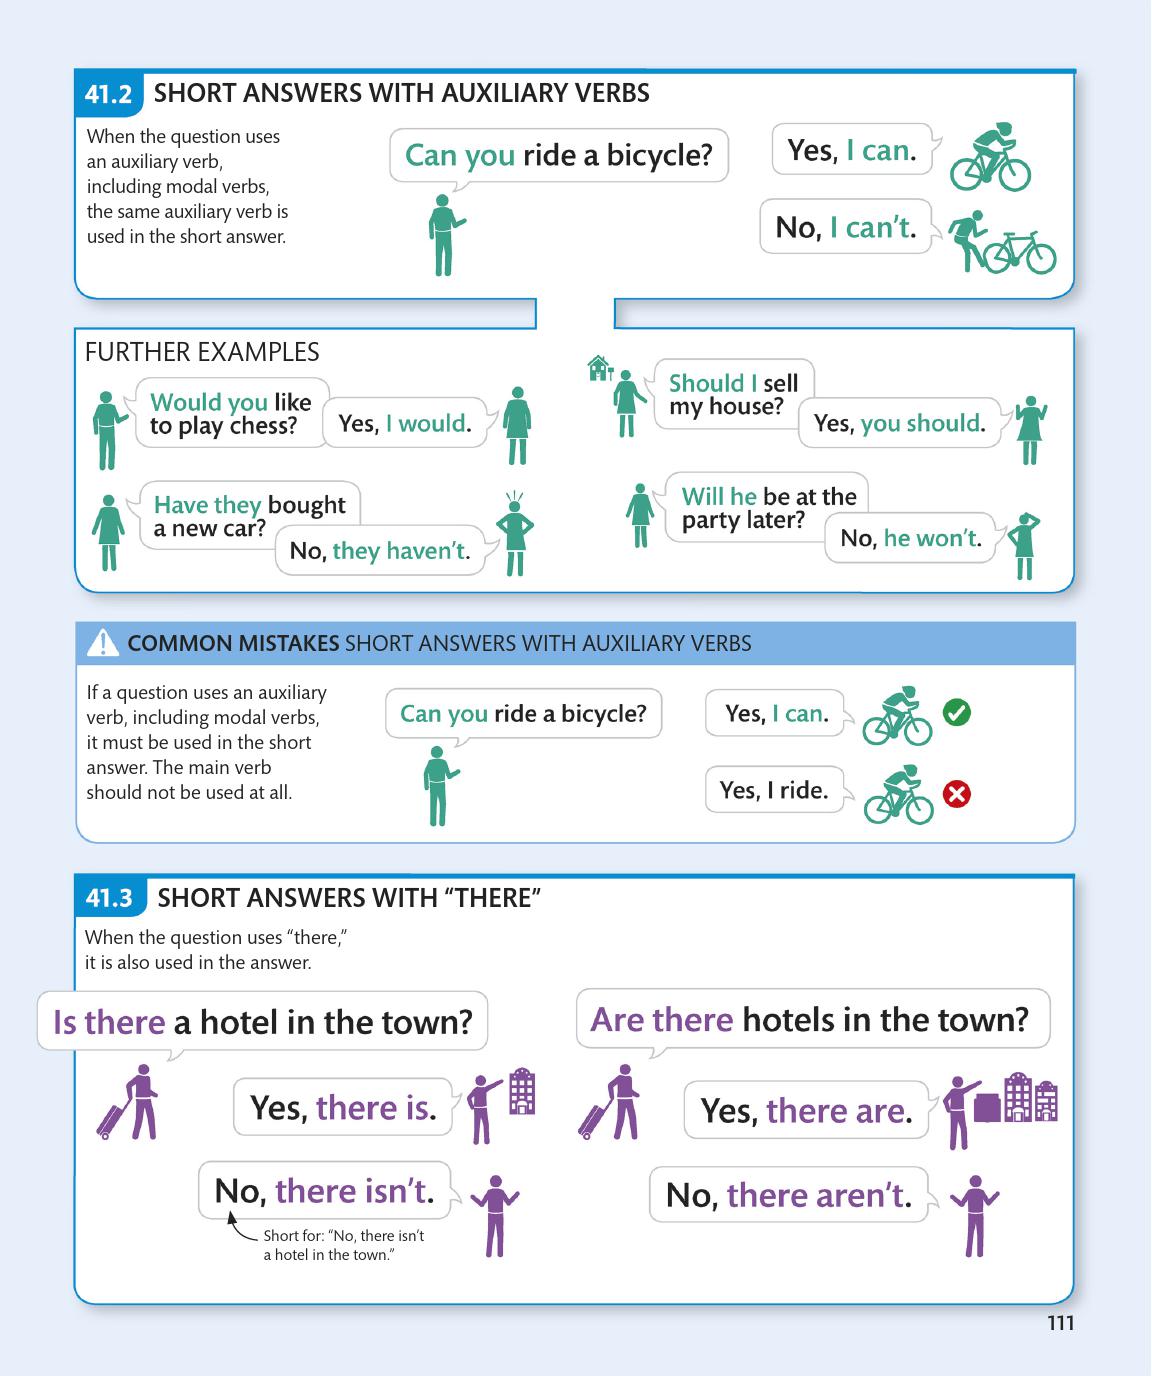 41.2 SHORT ANSWERS WITH AUXILIARY VERBS
When the question uses
an auxiliary verb,
including modal verbs,
the same auxiliary verb is
used in the short answer.
Can you ride a bicycle?
Yes, I can.
No, I can’t.
FURTHER EXAMPLES
Would you like
to play chess?
Yes, I would.
Should I sell
my house?
Yes, you should.
Have they bought
a new car?
No, they haven’t.
Will he be at the
party later?
No, he won’t.
COMMON MISTAKES SHORT ANSWERS WITH AUXILIARY VERBS
If a question uses an auxiliary
verb, including modal verbs,
it must be used in the short
answer. The main verb
should not be used at all.
Can you ride a bicycle?
Yes, I can.
Yes, I ride.
41.3 SHORT ANSWERS WITH “THERE”
When the question uses “there,”
it is also used in the answer.
Is there a hotel in the town?
Yes, there is.
No, there isn’t.
Short for: “No, there isn’t
a hotel in the town.”
Are there hotels in the town?
Yes, there are.
No, there aren’t.
111